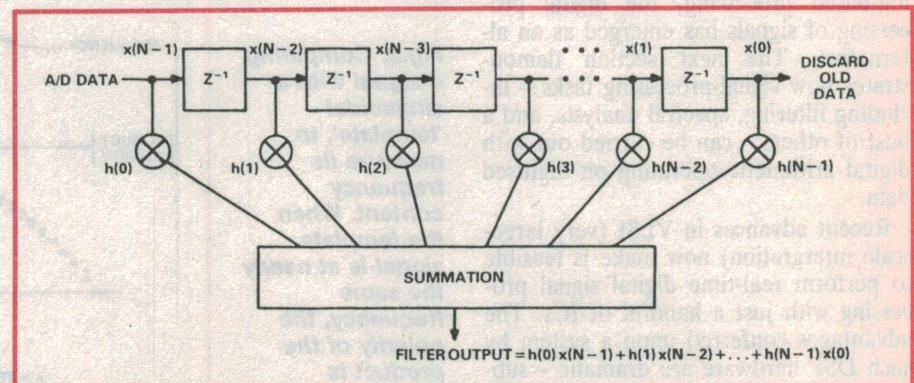 x(N−1) x(N−2) x(N−3) x(1) x(0)
A/D DATA Z⁻¹ Z⁻¹ Z⁻¹ Z⁻¹ DISCARD
OLD
DATA
h(0) h(1) h(2) h(3) h(N−2) h(N−1)
SUMMATION
FILTER OUTPUT = h(0) x(N−1) + h(1) x(N−2) + . . . + h(N−1) x(0)